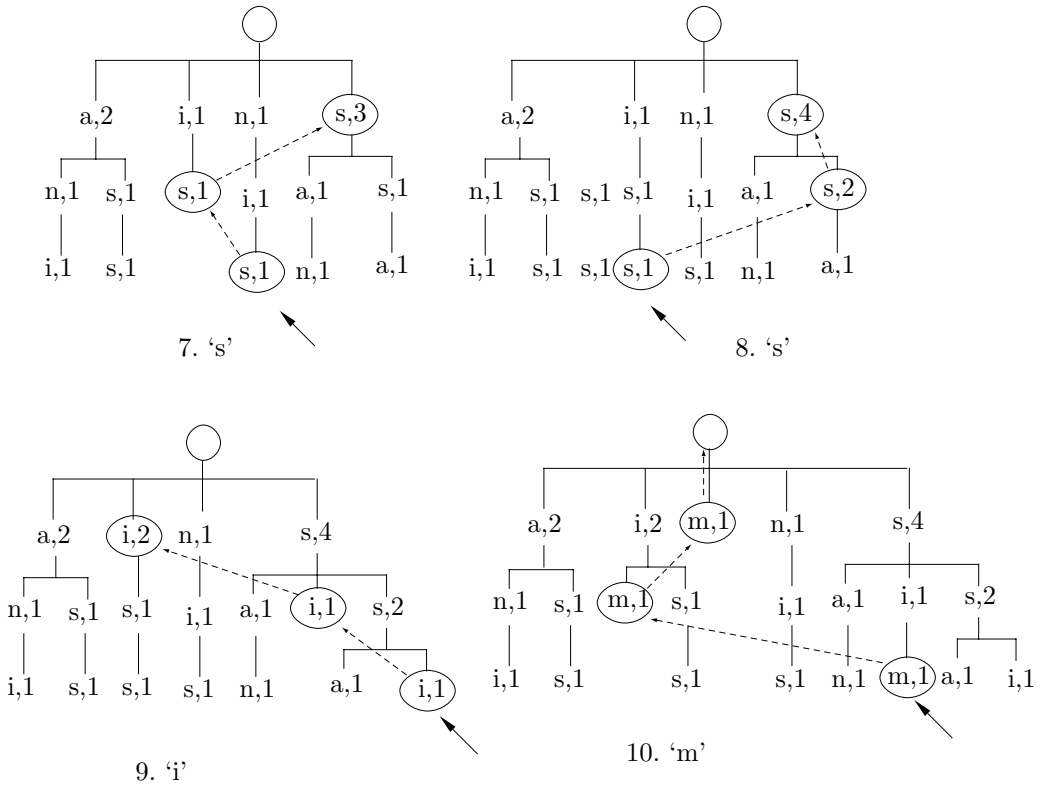 a,2 i,1 n,1 s,3
n,1 s,1 s,1 i,1 a,1 s,1
i,1 s,1 s,1 n,1 a,1
7. ‘s’
a,2 i,1 n,1 s,4
n,1 s,1 s,1 s,1 i,1 a,1 s,2
i,1 s,1 s,1 s,1 s,1 n,1 a,1
8. ‘s’
a,2 i,2 n,1 s,4
n,1 s,1 s,1 i,1 a,1 i,1 s,2
i,1 s,1 s,1 s,1 n,1 a,1 i,1
9. ‘i’
a,2 i,2 m,1 n,1 s,4
n,1 s,1 m,1 s,1 i,1 a,1 i,1 s,2
i,1 s,1 s,1 s,1 n,1 m,1 a,1 i,1
10. ‘m’